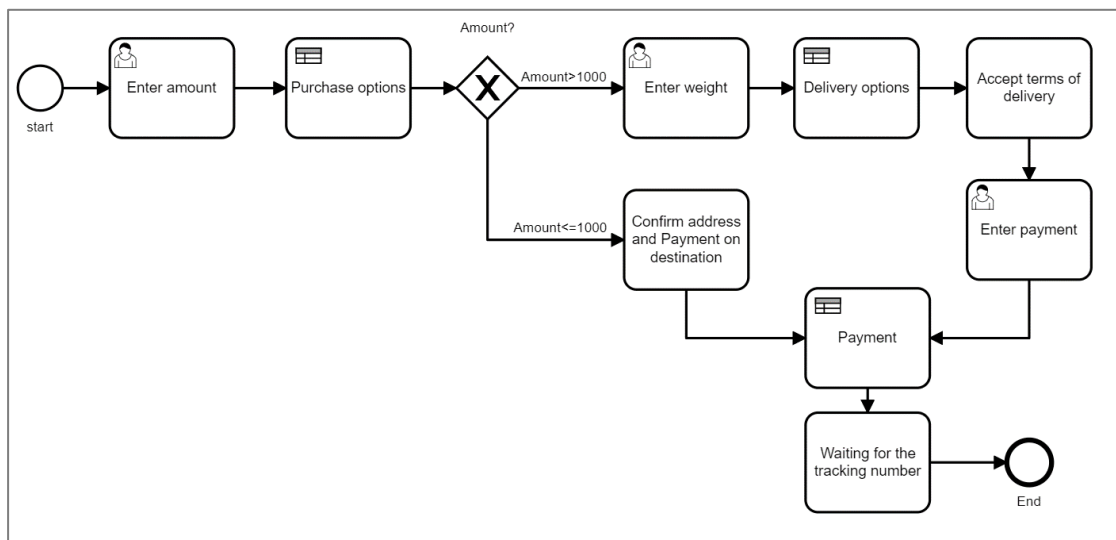 Amount?
start
Enter amount
Purchase options
Amount>1000
Enter weight
Delivery options
Accept terms of
delivery
Enter payment
Amount<=1000
Confirm address
and Payment on
destination
Payment
Waiting for the
tracking number
End